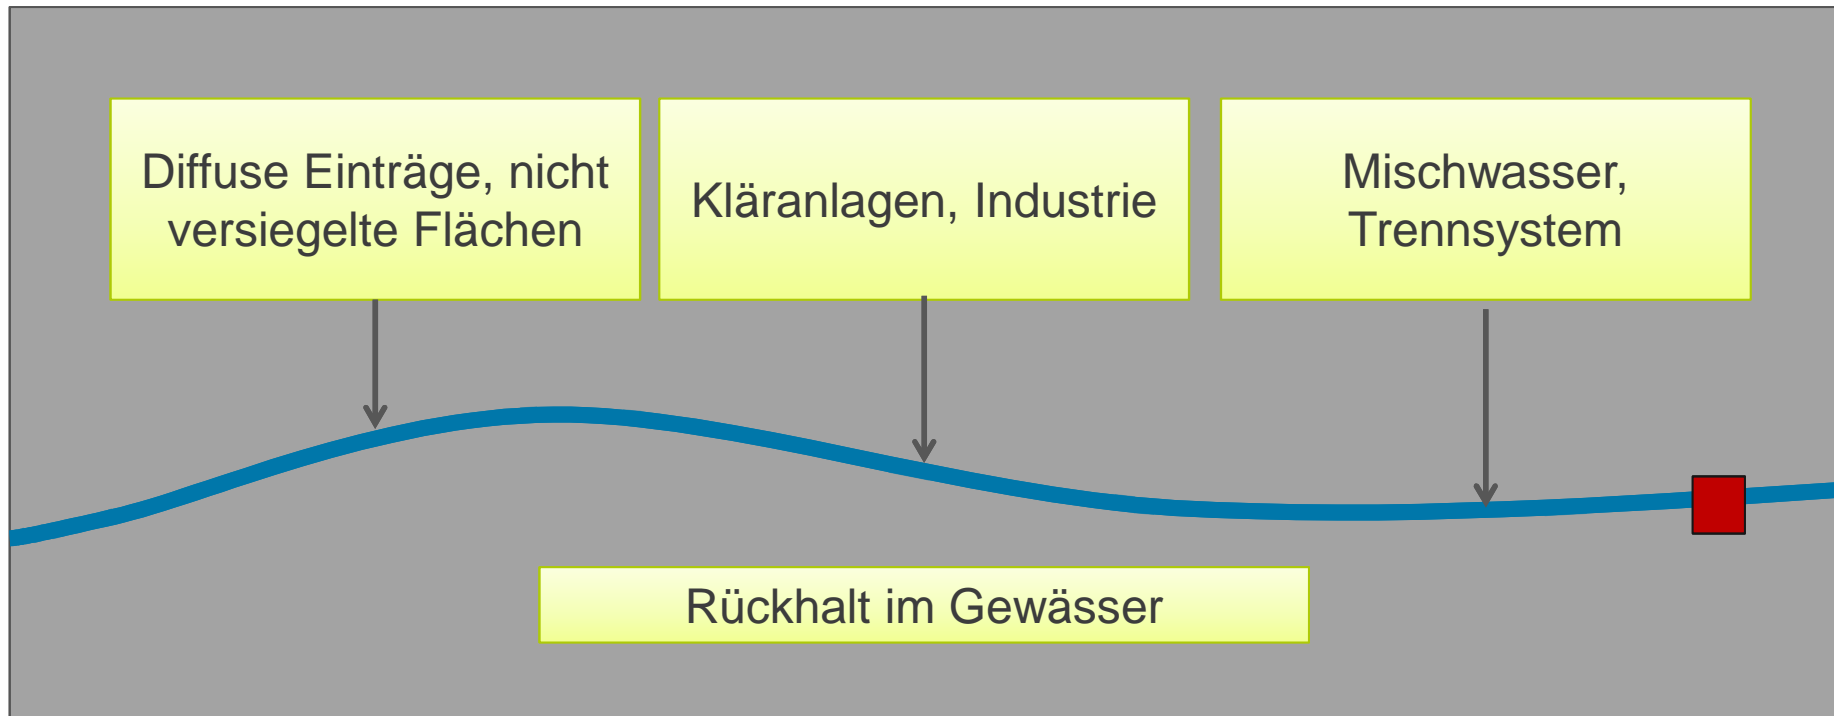 Diffuse Einträge, nicht
versiegelte Flächen
Kläranlagen, Industrie
Mischwasser,
Trennsystem
Rückhalt im Gewässer